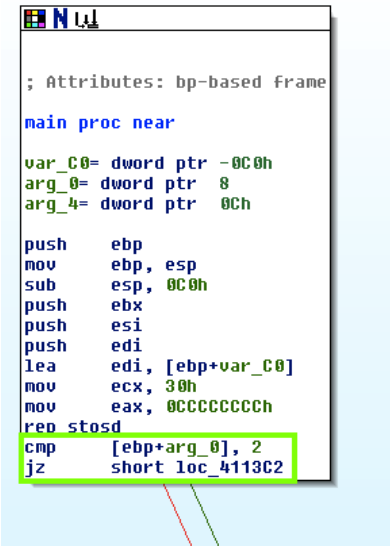 ; Attributes: bp-based frame
main proc near
var_C0= dword ptr -0C0h
arg_0= dword ptr  8
arg_4= dword ptr  0Ch
push    ebp
mov     ebp, esp
sub     esp, 0C0h
push    ebx
push    esi
push    edi
lea     edi, [ebp+var_C0]
mov     ecx, 30h
mov     eax, 0CCCCCCCCh
rep stosd
cmp     [ebp+arg_0], 2
jz      short loc_4113C2